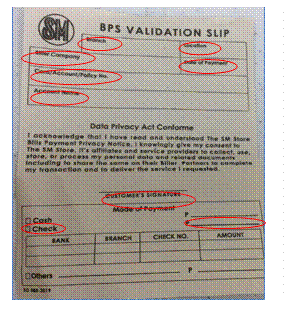 SM
BPS VALIDATION SLIP
Branch
Location
Biller/Company
Date of Payment
Card/Account/Policy No.
Account Name
Data Privacy Act Conforme
I acknowledge that I have read and understood The SM Store
Bills Payment Privacy Notice. I knowingly give my consent to
The SM Store, it's affiliates and service providers to collect, use,
store, or process my personal data and related documents
including to share the same on their Biller Partners to complete
my transaction and to deliver the service I requested.
CUSTOMER'S SIGNATURE
Mode of Payment
Cash P
Check P
BANK BRANCH CHECK NO. AMOUNT
Others P